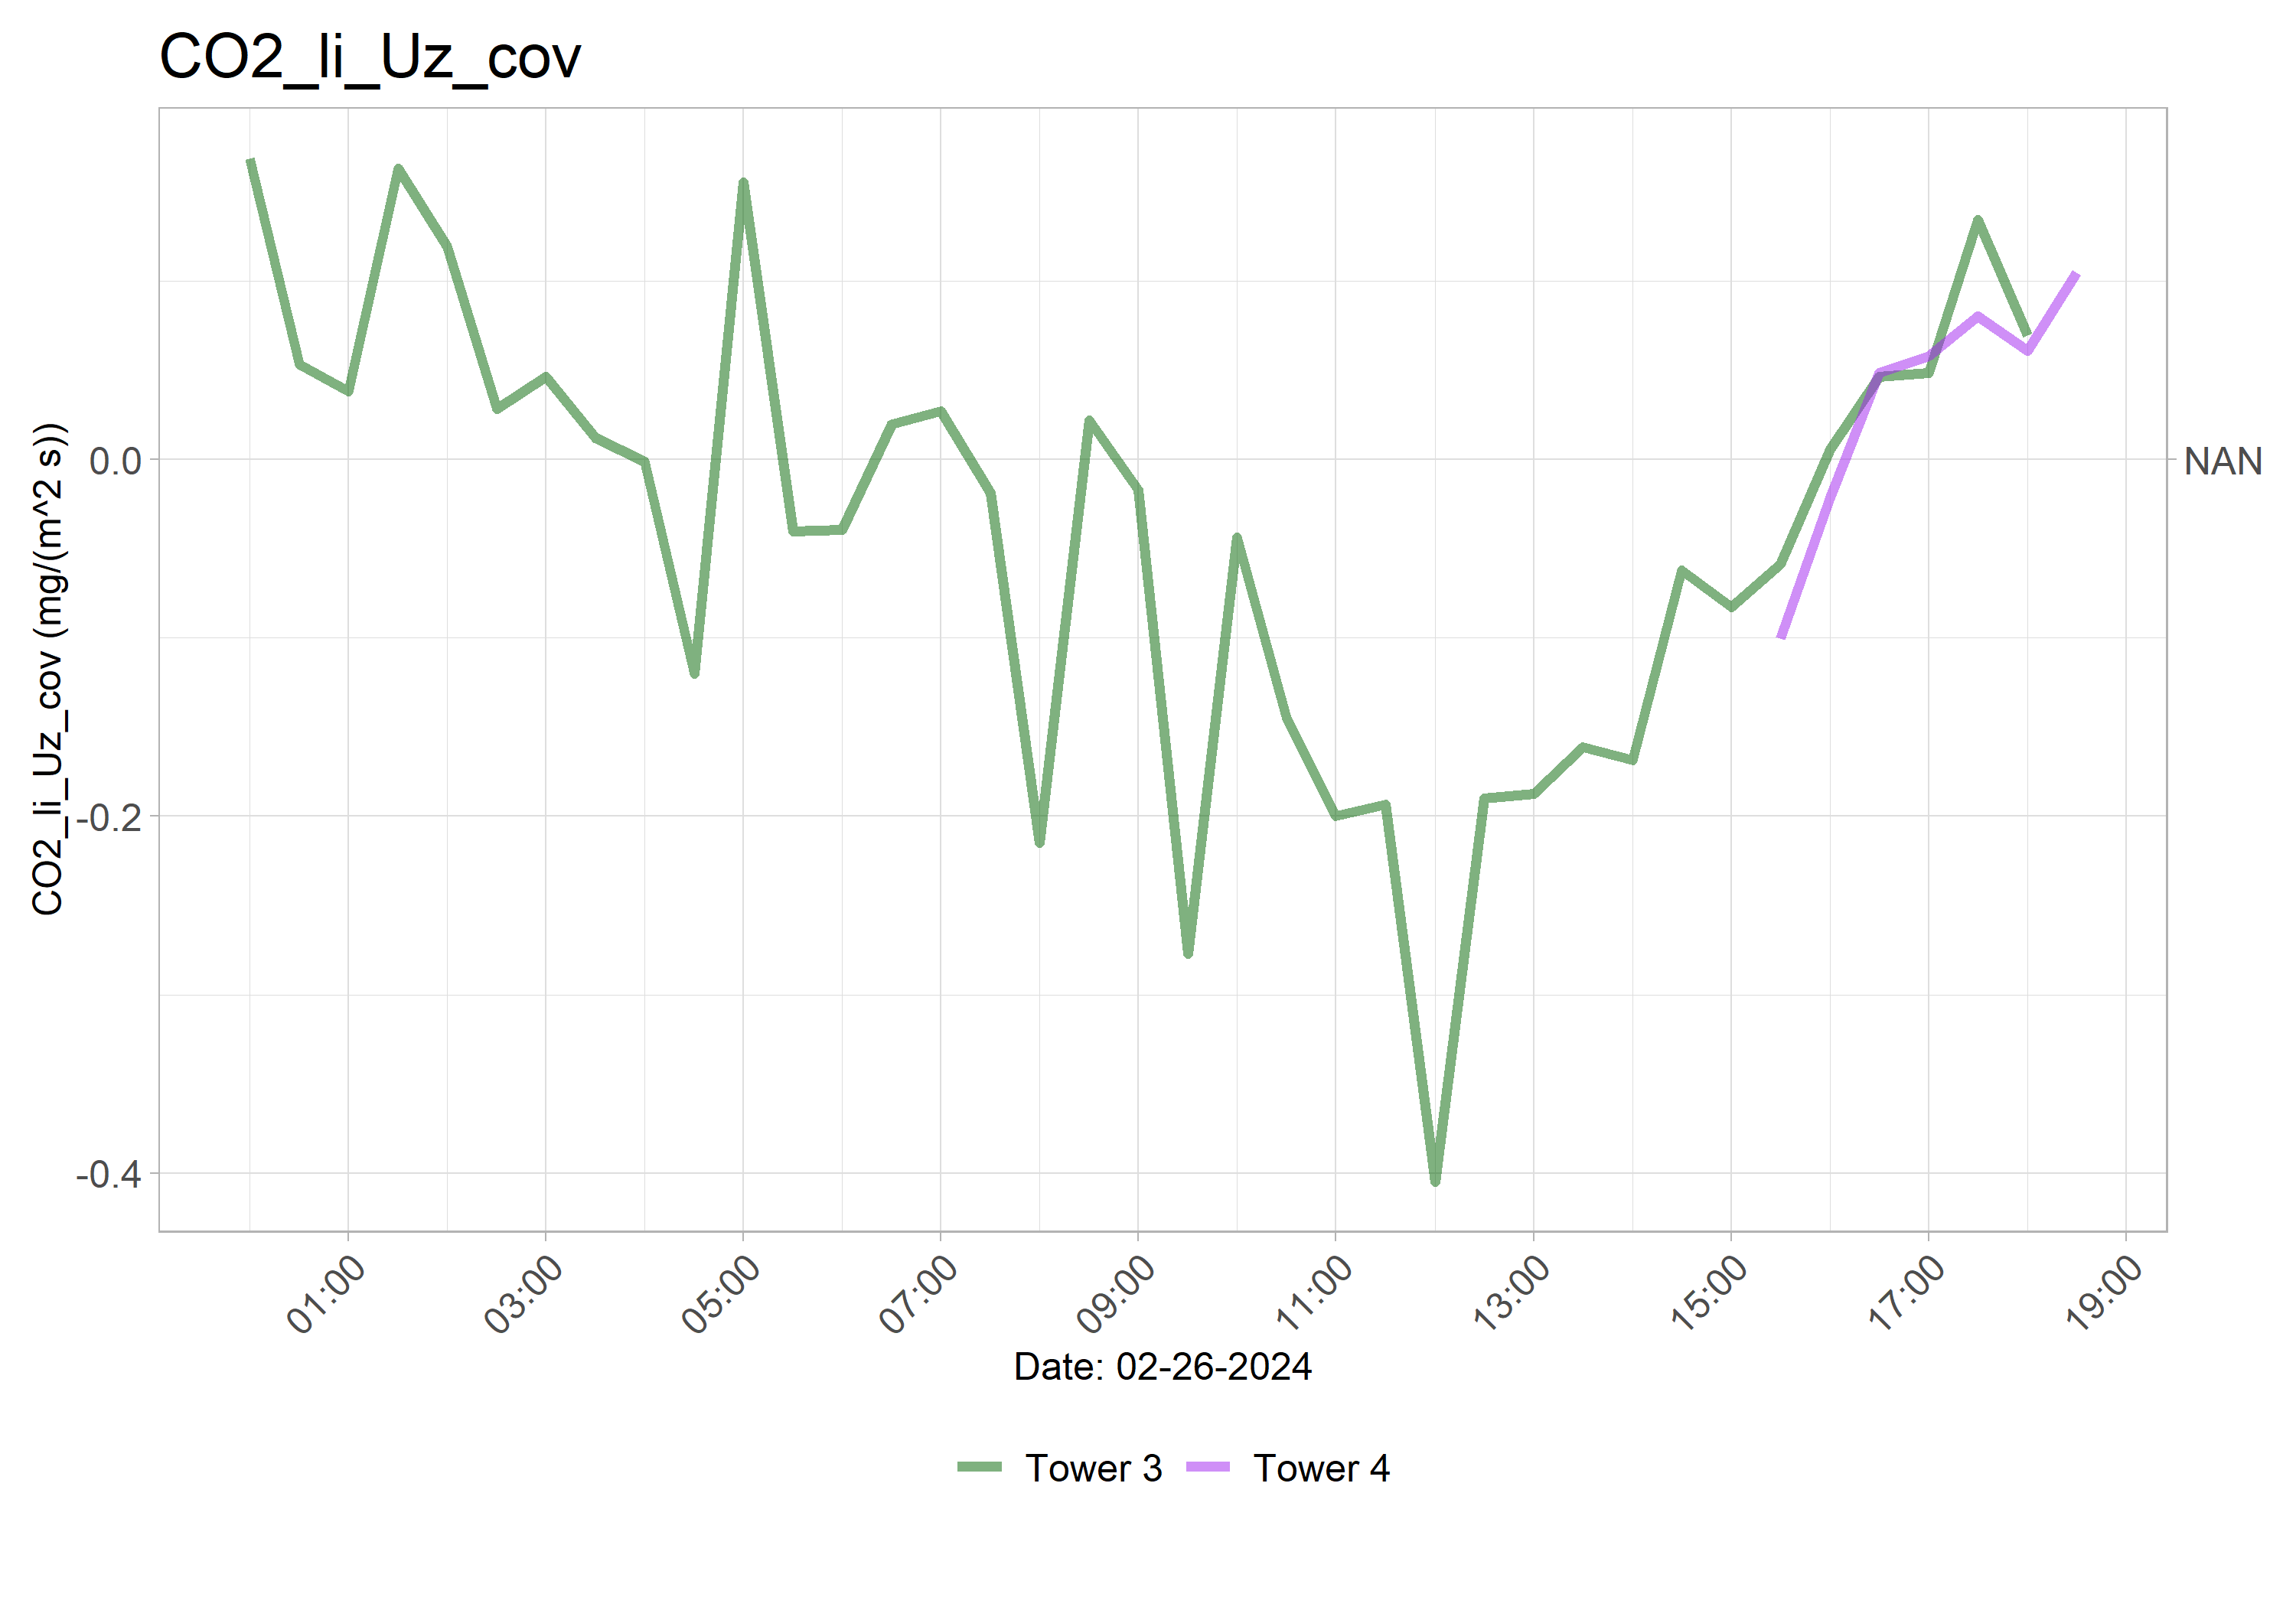 CO2_li_Uz_cov
CO2_li_Uz_cov (mg/(m^2 s))
0.0
-0.2
-0.4
NAN
01:00
03:00
05:00
07:00
09:00
11:00
13:00
15:00
17:00
19:00
Date: 02-26-2024
Tower 3
Tower 4